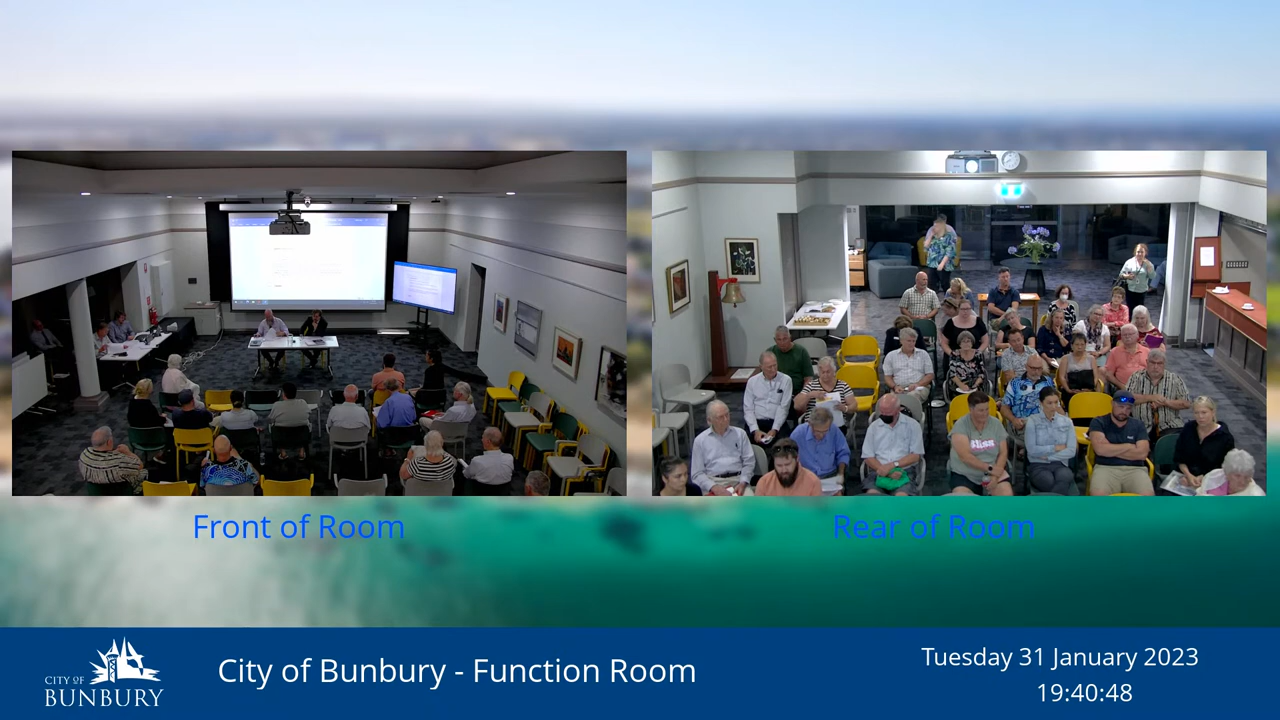 Front of Room
Rear of Room
CITY OF
BUNBURY
City of Bunbury - Function Room
Tuesday 31 January 2023
19:40:48